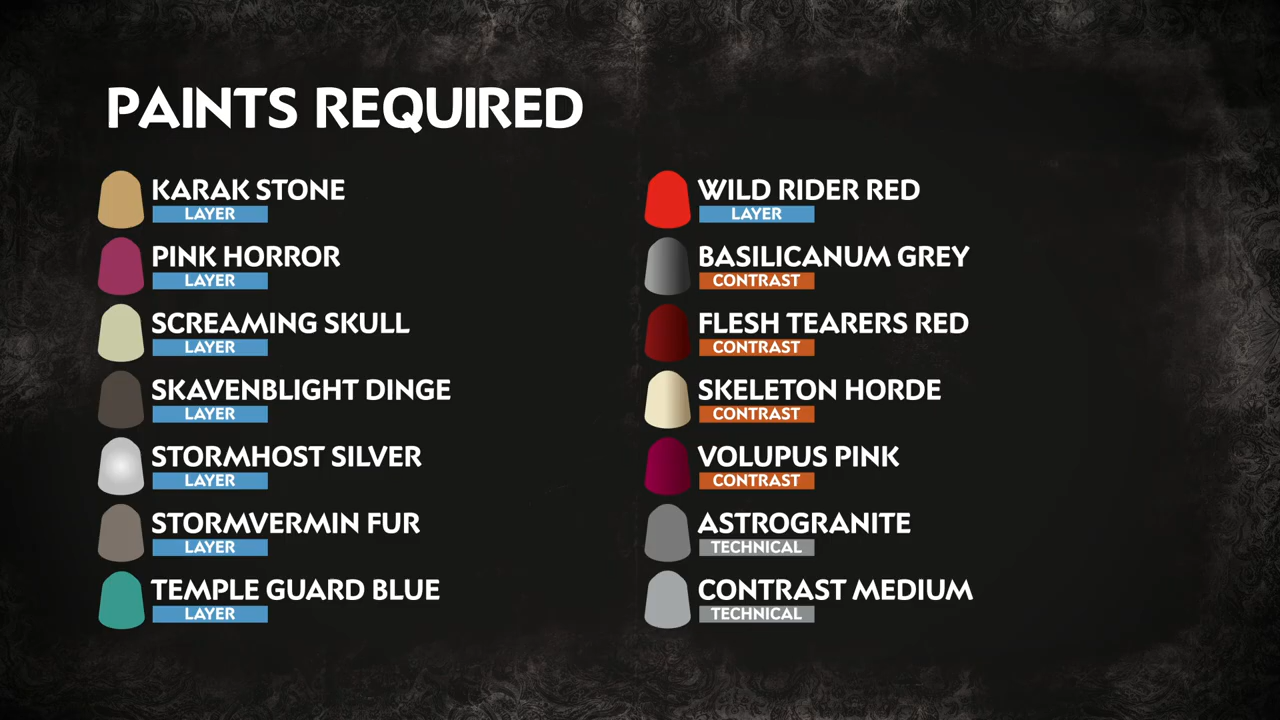 PAINTS REQUIRED
KARAK STONE
LAYER
PINK HORROR
LAYER
SCREAMING SKULL
LAYER
SKAVENBLIGHT DINGE
LAYER
STORMHOST SILVER
LAYER
STORMVERMIN FUR
LAYER
TEMPLE GUARD BLUE
LAYER
WILD RIDER RED
LAYER
BASILICANUM GREY
CONTRAST
FLESH TEARERS RED
CONTRAST
SKELETON HORDE
CONTRAST
VOLUPUS PINK
CONTRAST
ASTROGRANITE
TECHNICAL
CONTRAST MEDIUM
TECHNICAL